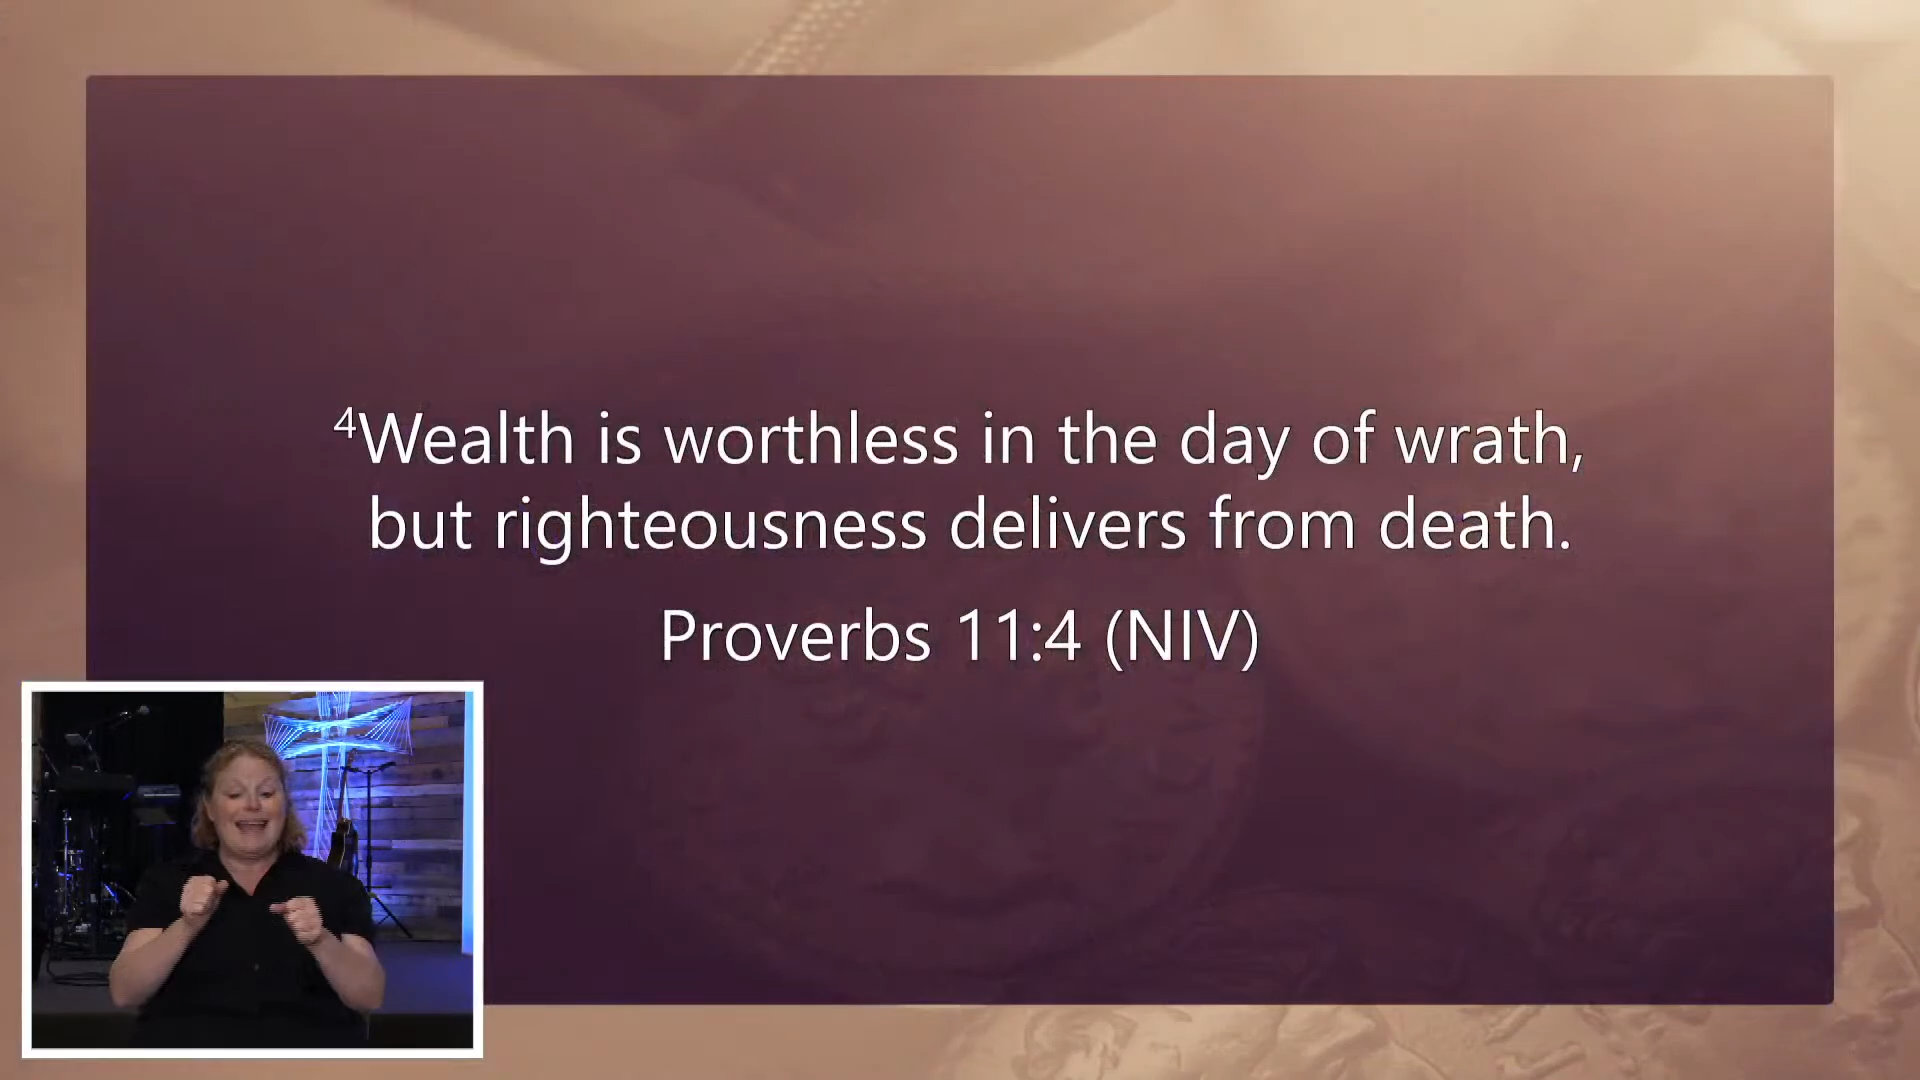 ⁴Wealth is worthless in the day of wrath,
but righteousness delivers from death.
Proverbs 11:4 (NIV)